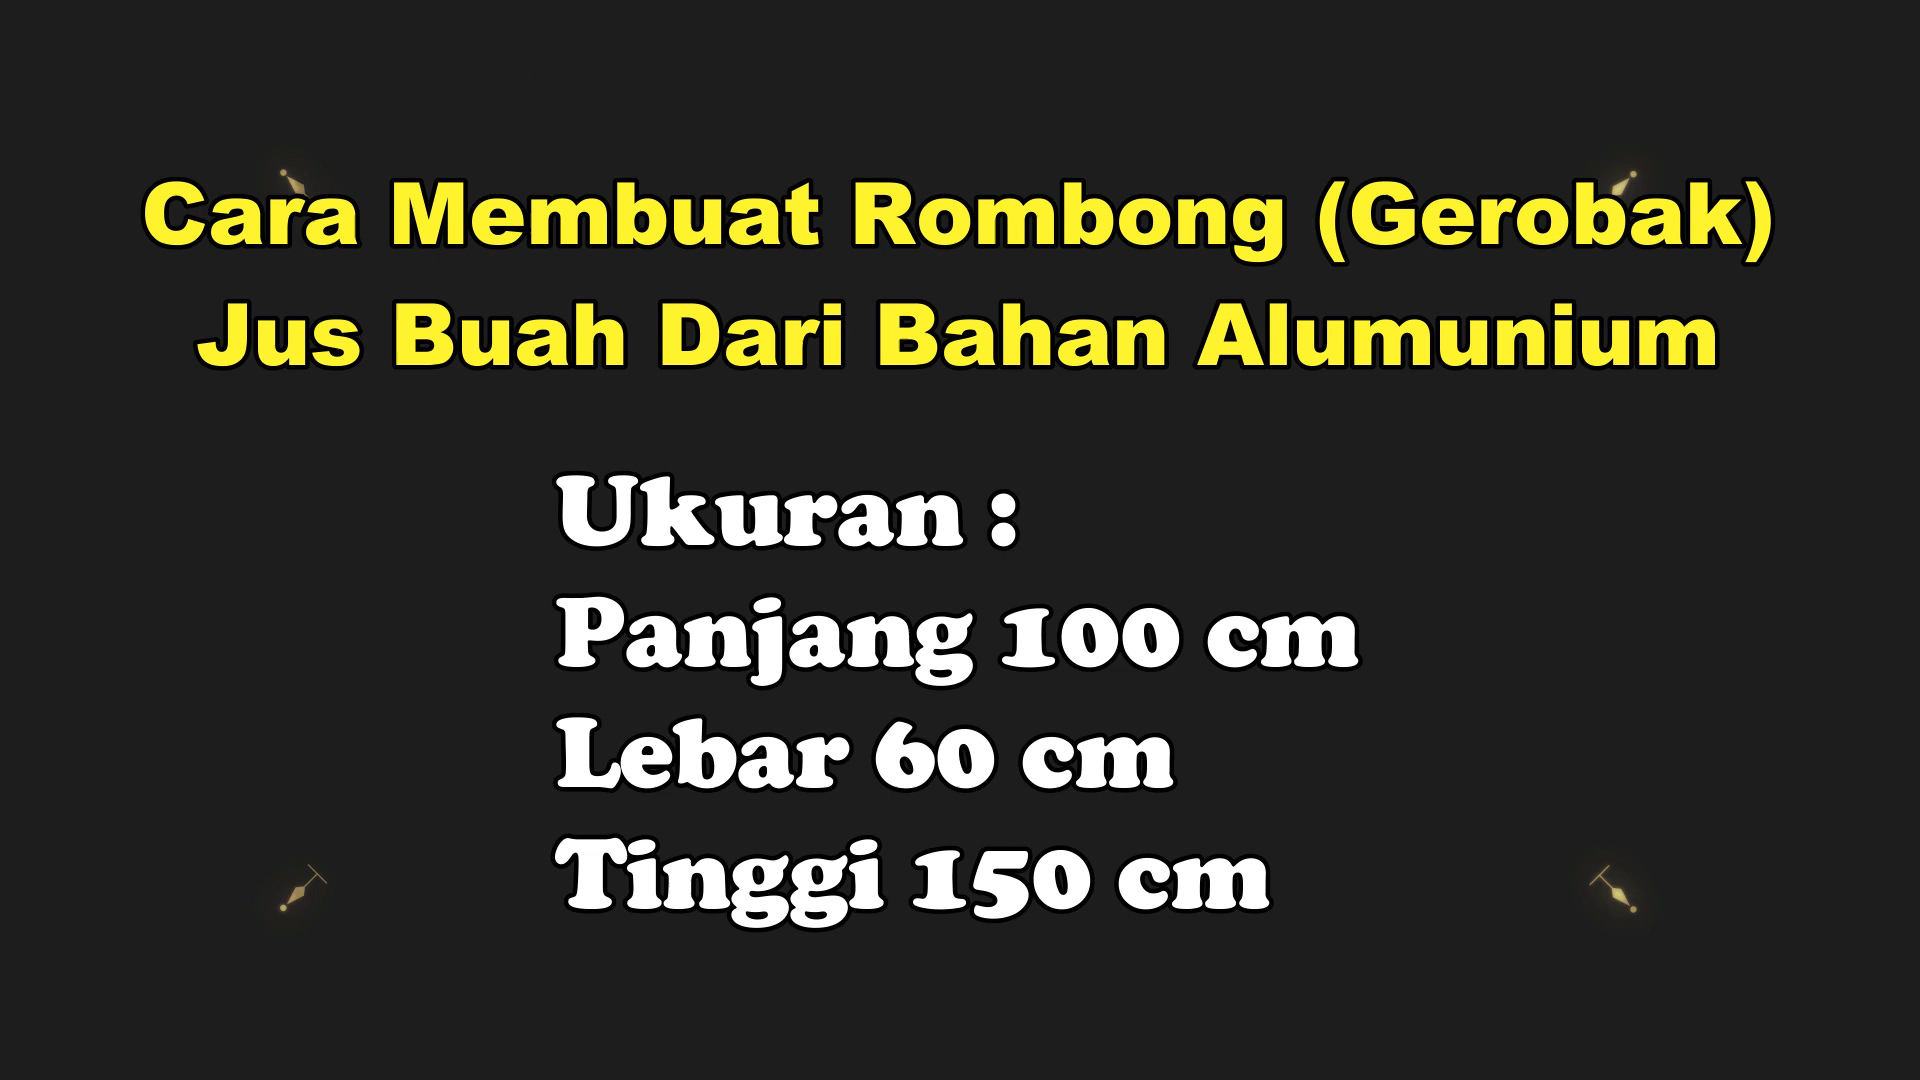 Cara Membuat Rombong (Gerobak)
Jus Buah Dari Bahan Alumunium
Ukuran :
Panjang 100 cm
Lebar 60 cm
Tinggi 150 cm